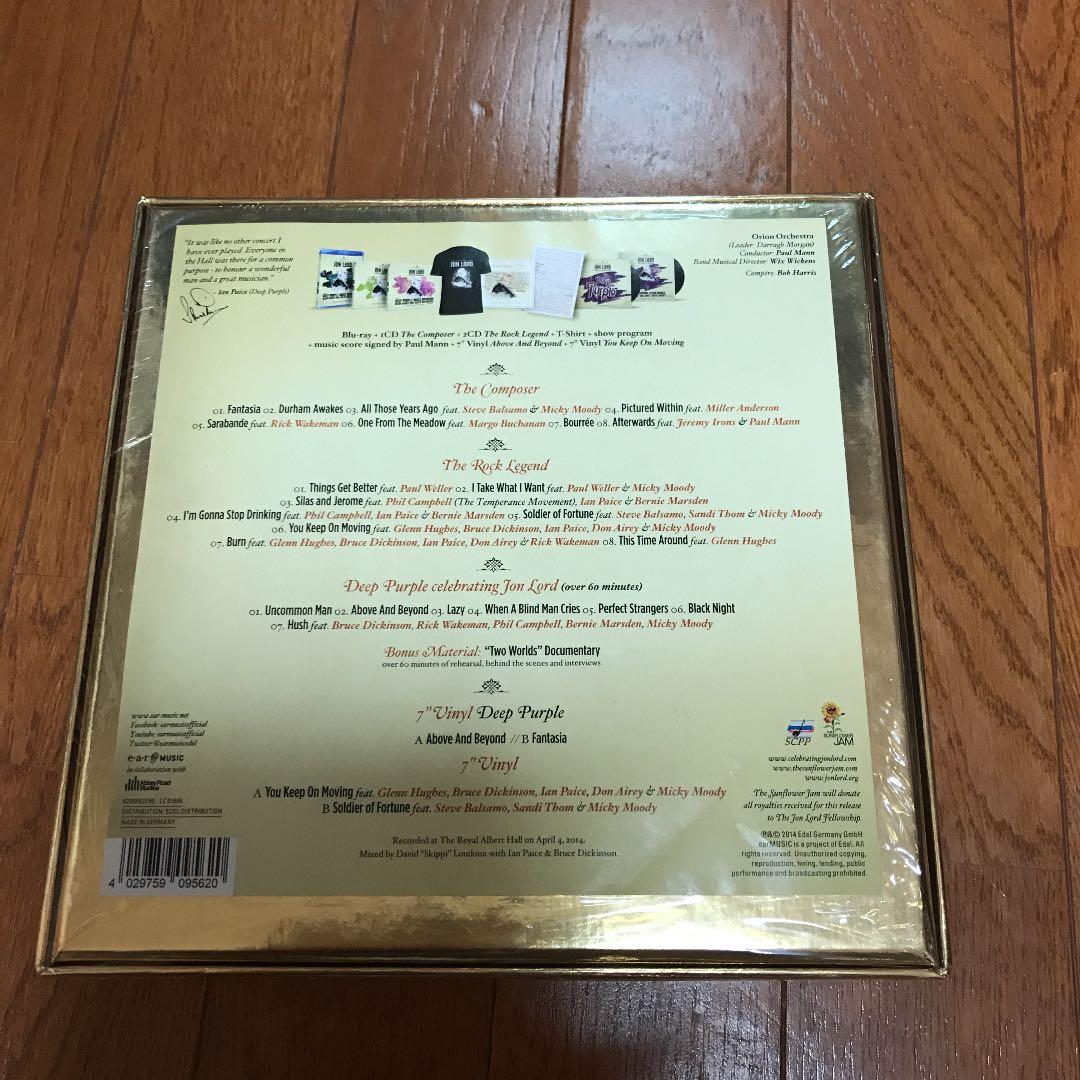 "It was like no other concert I
have ever played. Everyone in
the Hall was there for a common
purpose - to honour a wonderful
man and a great musician."
- Ian Paice (Deep Purple)
JON LORD
JON LORD
Orion Orchestra
(Leader: Darragh Morgan)
Conductor: Paul Mann
Band Musical Director: Wix Wickens
Compère: Bob Harris
Blu-ray + 1CD The Composer + 2CD The Rock Legend + T-Shirt + show program
+ music score signed by Paul Mann + 7" Vinyl Above And Beyond + 7" Vinyl You Keep On Moving
The Composer
01. Fantasia 02. Durham Awakes 03. All Those Years Ago feat. Steve Balsamo & Micky Moody 04. Pictured Within feat. Miller Anderson
05. Sarabande feat. Rick Wakeman 06. One From The Meadow feat. Margo Buchanan 07. Bourrée 08. Afterwards feat. Jeremy Irons & Paul Mann
The Rock Legend
01. Things Get Better feat. Paul Weller 02. I Take What I Want feat. Paul Weller & Micky Moody
03. Silas and Jerome feat. Phil Campbell (The Temperance Movement), Ian Paice & Bernie Marsden
04. I'm Gonna Stop Drinking feat. Phil Campbell, Ian Paice & Bernie Marsden 05. Soldier of Fortune feat. Steve Balsamo, Sandi Thom & Micky Moody
06. You Keep On Moving feat. Glenn Hughes, Bruce Dickinson, Ian Paice, Don Airey & Micky Moody
07. Burn feat. Glenn Hughes, Bruce Dickinson, Ian Paice, Don Airey & Rick Wakeman 08. This Time Around feat. Glenn Hughes
Deep Purple celebrating Jon Lord (over 60 minutes)
01. Uncommon Man 02. Above And Beyond 03. Lazy 04. When A Blind Man Cries 05. Perfect Strangers 06. Black Night
07. Hush feat. Bruce Dickinson, Rick Wakeman, Phil Campbell, Bernie Marsden, Micky Moody
Bonus Material: "Two Worlds" Documentary
over 60 minutes of rehearsal, behind the scenes and interviews
7" Vinyl Deep Purple
A Above And Beyond // B Fantasia
7" Vinyl
A You Keep On Moving feat. Glenn Hughes, Bruce Dickinson, Ian Paice, Don Airey & Micky Moody
B Soldier of Fortune feat. Steve Balsamo, Sandi Thom & Micky Moody
Recorded at The Royal Albert Hall on April 4, 2014.
Mixed by David "Skippi" Loudoun with Ian Paice & Bruce Dickinson.
www.ear-music.net
Facebook: earmusicofficial
Youtube: earmusicofficial
Twitter @earmusicedel
e·a·r MUSIC
in collaboration with
Abbey Road
Studios
0209562ERE LC 01666
DISTRIBUTION: EDEL:DISTRIBUTION
MADE IN GERMANY
4 029759 095620
SCPP
THE SUNFLOWER
JAM
www.celebratingjonlord.com
www.thesunflowerjam.com
www.jonlord.org
The Sunflower Jam will donate
all royalties received for this release
to The Jon Lord Fellowship.
℗&© 2014 Edel Germany GmbH.
earMUSIC is a project of Edel. All
rights reserved. Unauthorized copying,
reproduction, hiring, lending, public
performance and broadcasting prohibited.